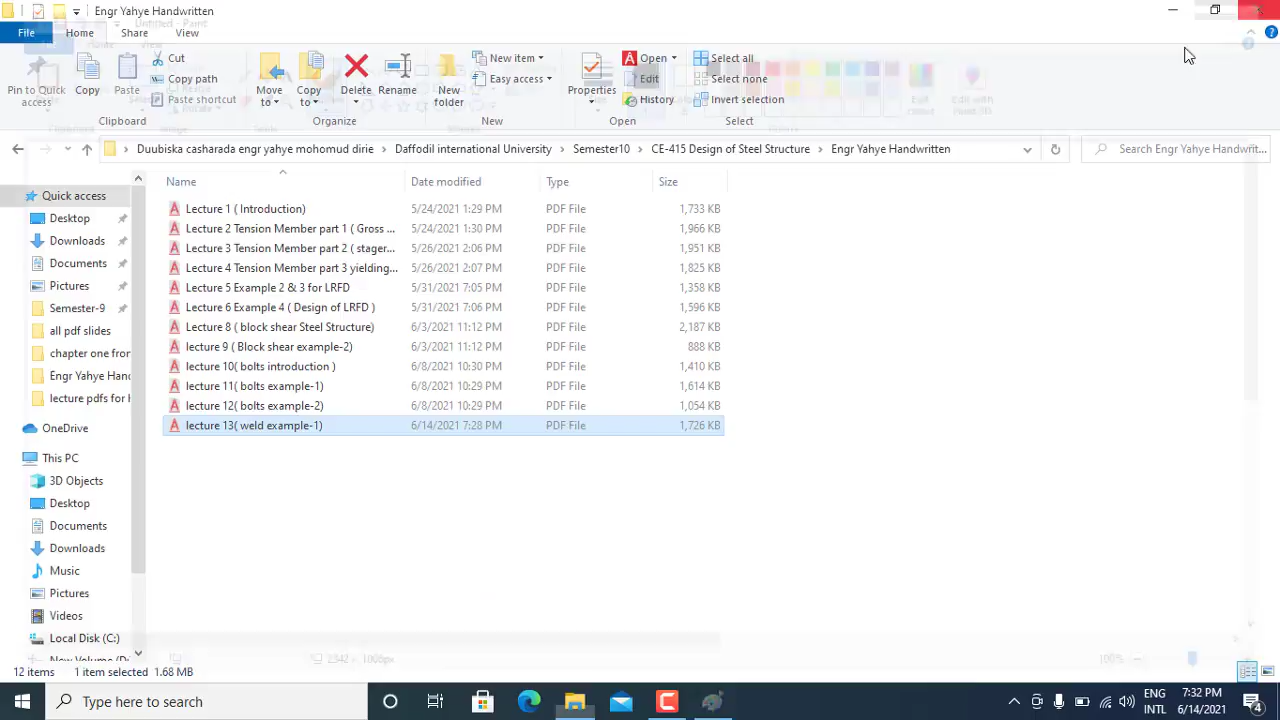 Engr Yahye Handwritten
File Home Share View
Pin to Quick access
Copy
Paste
Cut
Copy path
Paste shortcut
Move to
Copy to
Delete
Rename
New folder
New item
Easy access
Properties
Open
Edit
History
Select all
Select none
Invert selection
Clipboard Organize New Open Select
Duubiska casharada engr yahye mohomud dirie > Daffodil international University > Semester10 > CE-415 Design of Steel Structure > Engr Yahye Handwritten
Search Engr Yahye Handwrit...
Name Date modified Type Size
Lecture 1 ( Introduction) 5/24/2021 1:29 PM PDF File 1,733 KB
Lecture 2 Tension Member part 1 ( Gross ... 5/24/2021 1:30 PM PDF File 1,966 KB
Lecture 3 Tension Member part 2 ( stager... 5/26/2021 2:06 PM PDF File 1,951 KB
Lecture 4 Tension Member part 3 yielding... 5/26/2021 2:07 PM PDF File 1,825 KB
Lecture 5 Example 2 & 3 for LRFD 5/31/2021 7:05 PM PDF File 1,358 KB
Lecture 6 Example 4 ( Design of LRFD ) 5/31/2021 7:06 PM PDF File 1,596 KB
Lecture 8 ( block shear Steel Structure) 6/3/2021 11:12 PM PDF File 2,187 KB
lecture 9 ( Block shear example-2) 6/3/2021 11:12 PM PDF File 888 KB
lecture 10( bolts introduction ) 6/8/2021 10:30 PM PDF File 1,410 KB
lecture 11( bolts example-1) 6/8/2021 10:29 PM PDF File 1,614 KB
lecture 12( bolts example-2) 6/8/2021 10:29 PM PDF File 1,054 KB
lecture 13( weld example-1) 6/14/2021 7:28 PM PDF File 1,726 KB
Quick access
Desktop
Downloads
Documents
Pictures
Semester-9
all pdf slides
chapter one fron
Engr Yahye Hand
lecture pdfs for
OneDrive
This PC
3D Objects
Desktop
Documents
Downloads
Music
Pictures
Videos
Local Disk (C:)
New Volume (D:
12 items 1 item selected 1.68 MB
100%
Type here to search
ENG
INTL
7:32 PM
6/14/2021
4